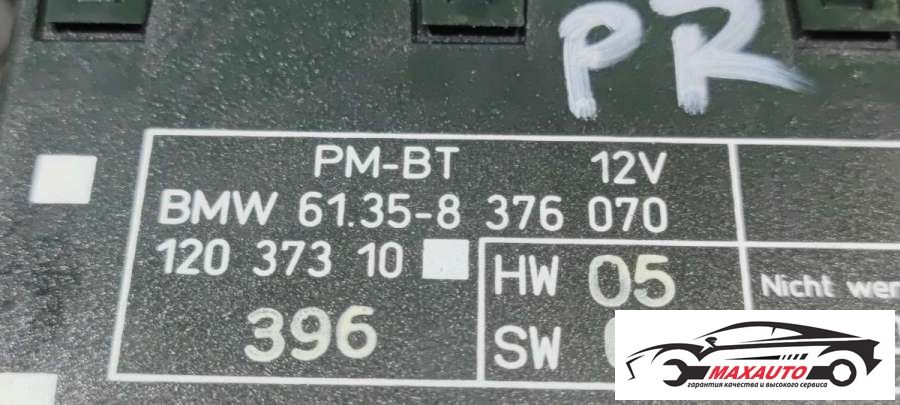 PR
PM-BT 12V
BMW 61.35-8 376 070
120 373 10
HW 05
Nicht
396
SW
MAXAUTO
гарантия качества и высокого сервиса